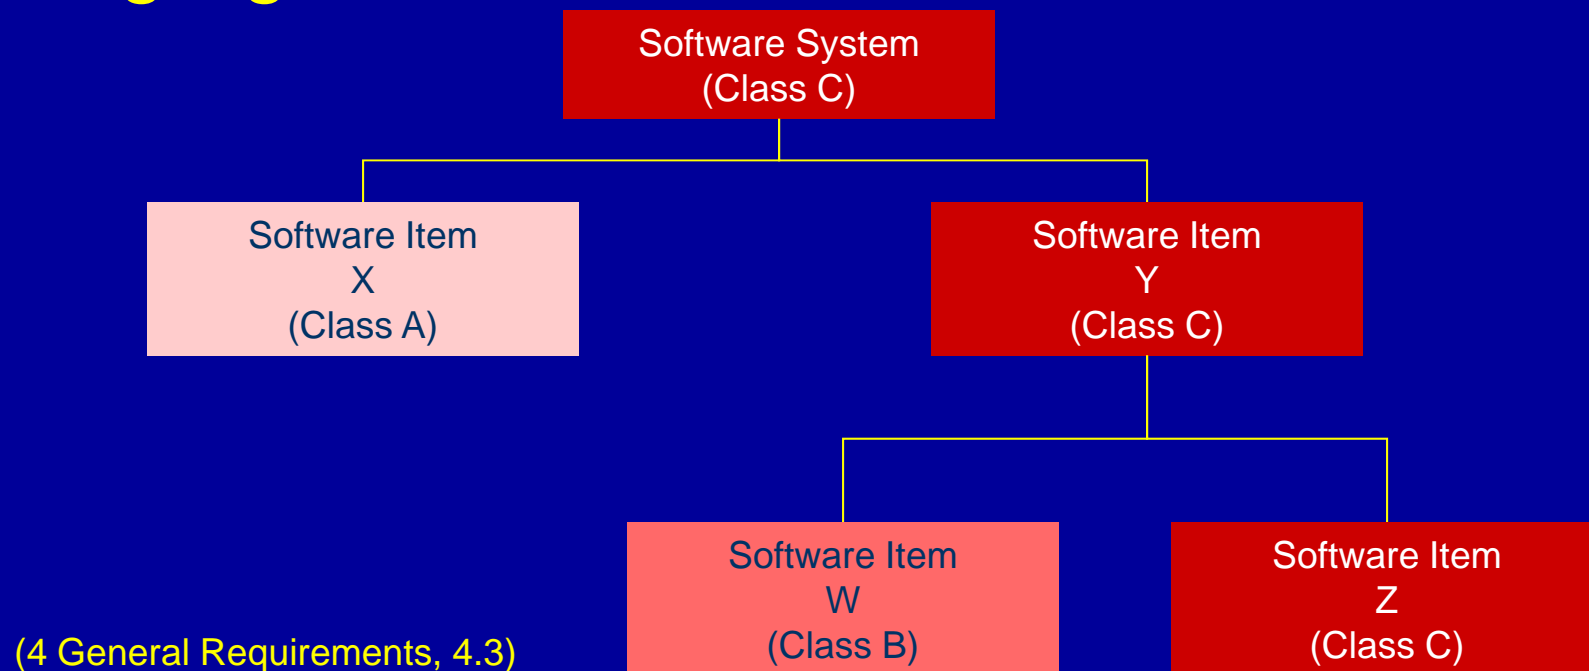 Software System
(Class C)
Software Item
X
(Class A)
Software Item
Y
(Class C)
Software Item
W
(Class B)
Software Item
Z
(Class C)
(4 General Requirements, 4.3)